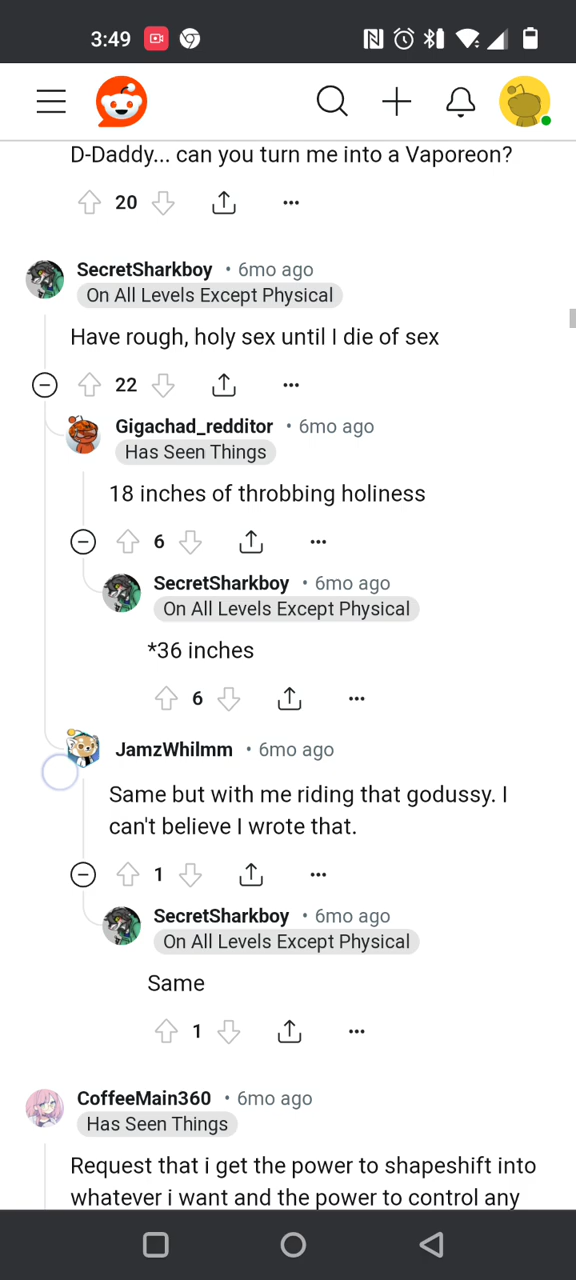 3:49
D-Daddy... can you turn me into a Vaporeon?
20
SecretSharkboy • 6mo ago
On All Levels Except Physical
Have rough, holy sex until I die of sex
22
Gigachad_redditor • 6mo ago
Has Seen Things
18 inches of throbbing holiness
6
SecretSharkboy • 6mo ago
On All Levels Except Physical
*36 inches
6
JamzWhilmm • 6mo ago
Same but with me riding that godussy. I
can't believe I wrote that.
1
SecretSharkboy • 6mo ago
On All Levels Except Physical
Same
1
CoffeeMain360 • 6mo ago
Has Seen Things
Request that i get the power to shapeshift into
whatever i want and the power to control any